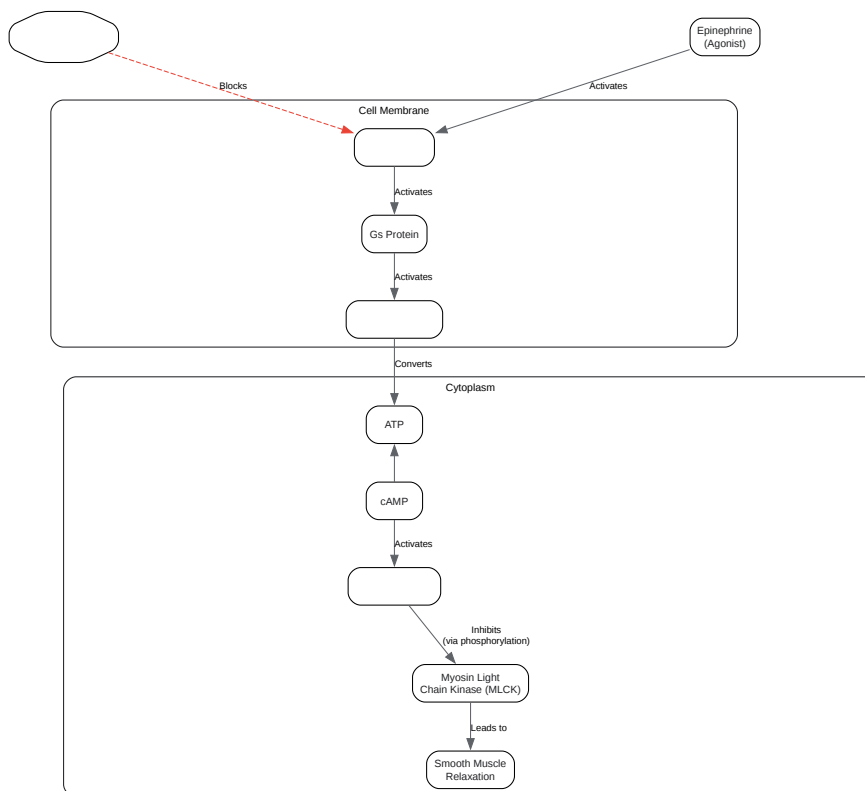 Epinephrine
(Agonist)
Blocks
Activates
Cell Membrane
Activates
Gs Protein
Activates
Converts
Cytoplasm
ATP
cAMP
Activates
Inhibits
(via phosphorylation)
Myosin Light
Chain Kinase (MLCK)
Leads to
Smooth Muscle
Relaxation